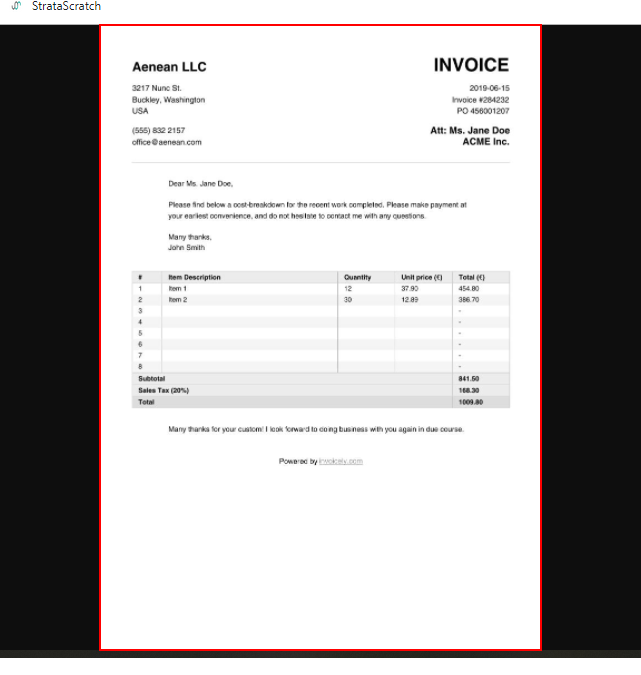 StrataScratch
Aenean LLC
INVOICE
3217 Nunc St.
Buckley, Washington
USA
2019-06-15
Invoice #284232
PO 456001207
(555) 832 2157
office@aenean.com
Att: Ms. Jane Doe
ACME Inc.
Dear Ms. Jane Doe,
Please find below a cost-breakdown for the recent work completed. Please make payment at
your earliest convenience, and do not hesitate to contact me with any questions.
Many thanks,
John Smith
# Item Description Quantity Unit price (€) Total (€)
1 Item 1 12 37.90 454.80
2 Item 2 30 12.89 386.70
3 -
4 -
5 -
6 -
7 -
8 -
Subtotal 841.50
Sales Tax (20%) 168.30
Total 1009.80
Many thanks for your custom! I look forward to doing business with you again in due course.
Powered by invoicely.com